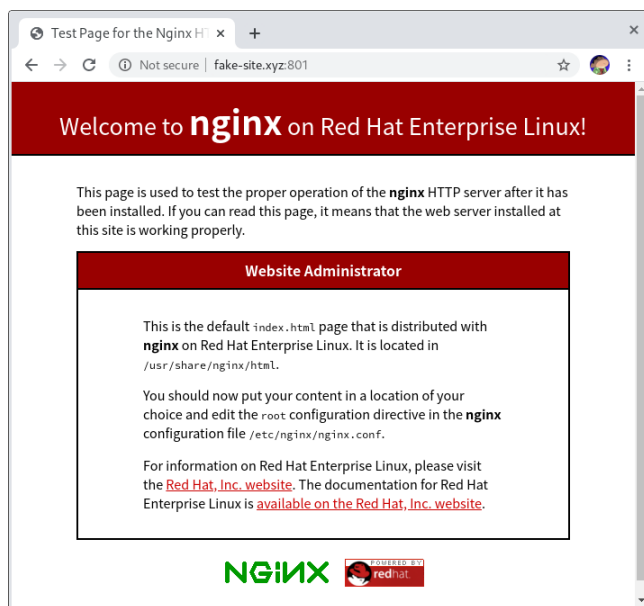 Test Page for the Nginx HT
Not secure | fake-site.xyz:801
Welcome to nginx on Red Hat Enterprise Linux!
This page is used to test the proper operation of the nginx HTTP server after it has
been installed. If you can read this page, it means that the web server installed at
this site is working properly.
Website Administrator
This is the default index.html page that is distributed with
nginx on Red Hat Enterprise Linux. It is located in
/usr/share/nginx/html.
You should now put your content in a location of your
choice and edit the root configuration directive in the nginx
configuration file /etc/nginx/nginx.conf.
For information on Red Hat Enterprise Linux, please visit
the Red Hat, Inc. website. The documentation for Red Hat
Enterprise Linux is available on the Red Hat, Inc. website.
NGINX
POWERED BY
redhat.